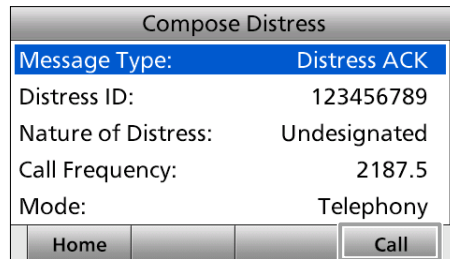 Compose Distress
Message Type: Distress ACK
Distress ID: 123456789
Nature of Distress: Undesignated
Call Frequency: 2187.5
Mode: Telephony
Home Call